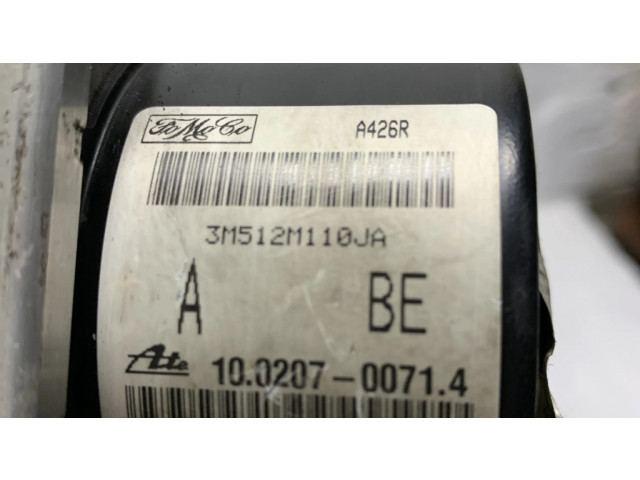 FoMoCo A426R
3M512M110JA
A BE
Ate 10.0207-0071.4